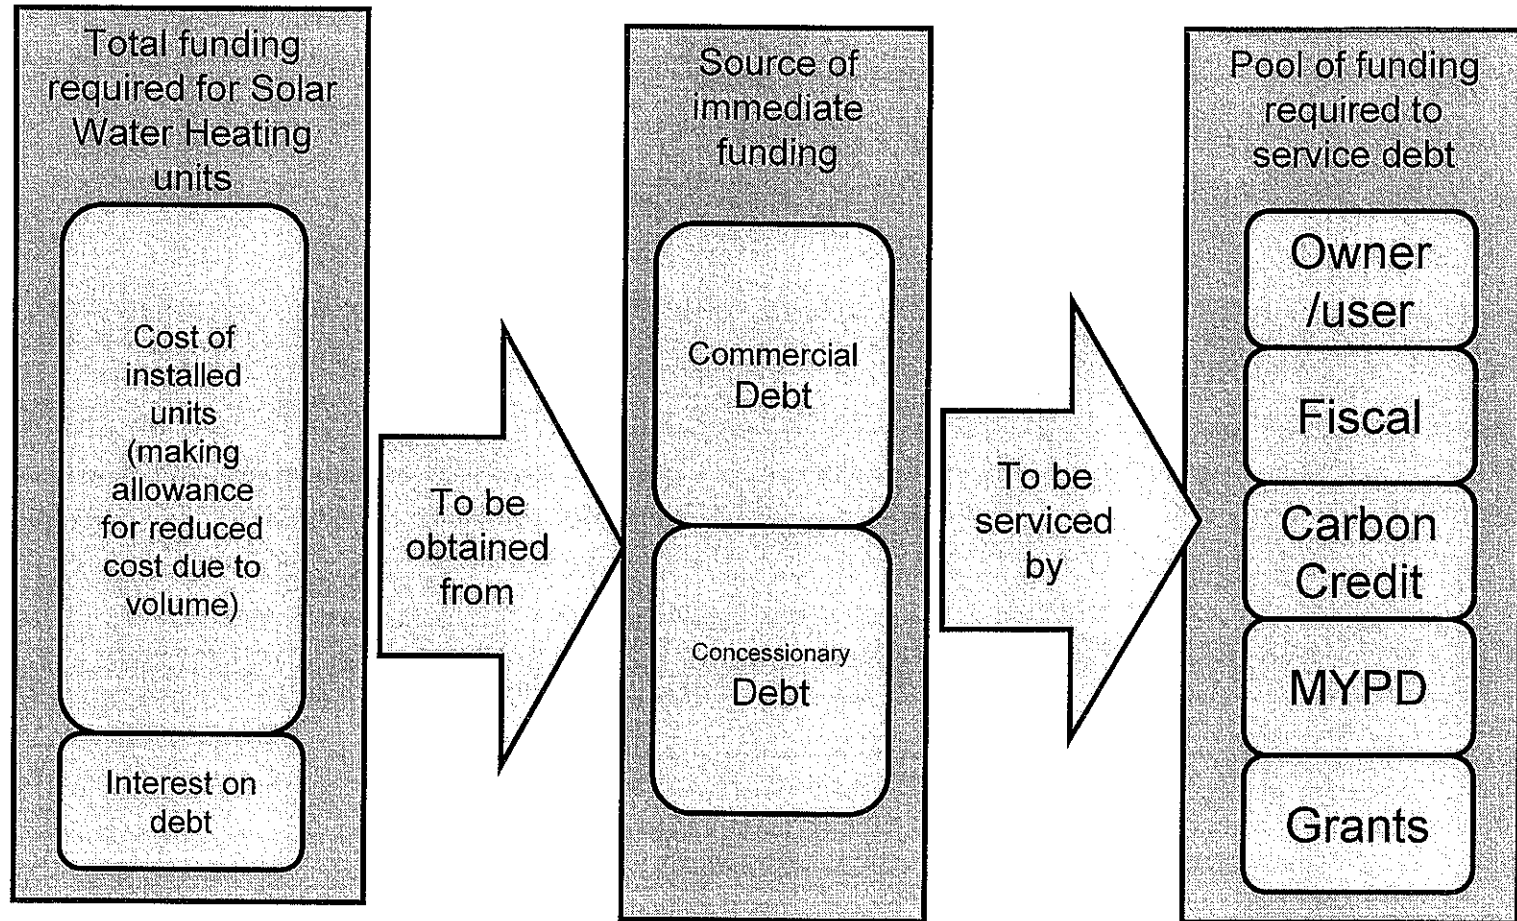 Total funding
required for Solar
Water Heating
units
Cost of
installed
units
(making
allowance
for reduced
cost due to
volume)
Interest on
debt
To be
obtained
from
Source of
immediate
funding
Commercial
Debt
Concessionary
Debt
To be
serviced
by
Pool of funding
required to
service debt
Owner
/user
Fiscal
Carbon
Credit
MYPD
Grants